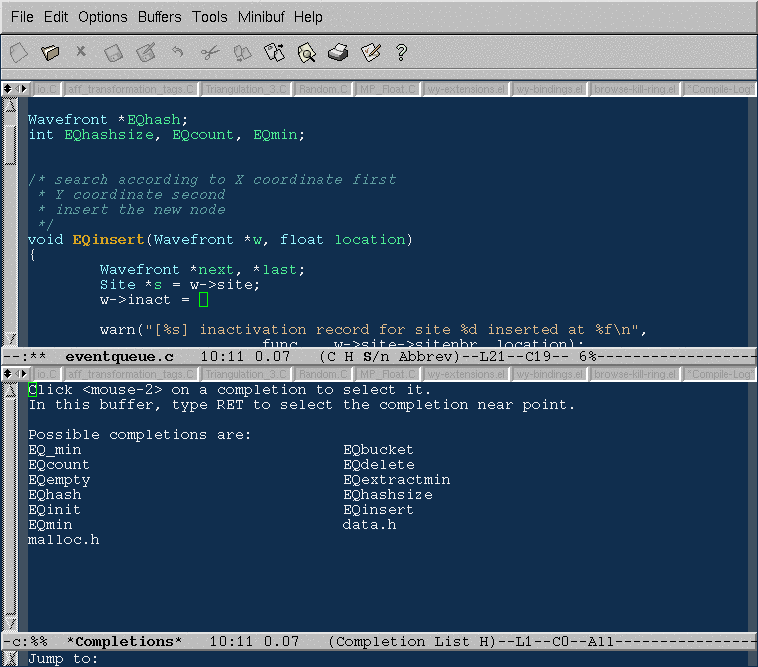 File Edit Options Buffers Tools Minibuf Help
io.C aff_transformation_tags.C Triangulation_3.C Random.C MP_Float.C wy-extensions.el wy-bindings.el browse-kill-ring.el *Compile-Log*
Wavefront *EQhash;
int EQhashsize, EQcount, EQmin;
/* search according to X coordinate first
 * Y coordinate second
 * insert the new node
 */
void EQinsert(Wavefront *w, float location)
{
        Wavefront *next, *last;
        Site *s = w->site;
        w->inact =
        warn("[%s] inactivation record for site %d inserted at %f\n",
                          func    w->site->sitenbr  location);
--:**  eventqueue.c   10:11 0.07   (C H S/n Abbrev)--L21--C19-- 6%-----------------
io.C aff_transformation_tags.C Triangulation_3.C Random.C MP_Float.C wy-extensions.el wy-bindings.el browse-kill-ring.el *Compile-Log*
Click <mouse-2> on a completion to select it.
In this buffer, type RET to select the completion near point.
Possible completions are:
EQ_min                             EQbucket
EQcount                            EQdelete
EQempty                            EQextractmin
EQhash                             EQhashsize
EQinit                             EQinsert
EQmin                              data.h
malloc.h
-c:%%  *Completions*   10:11 0.07   (Completion List H)--L1--C0--All----------------
Jump to: